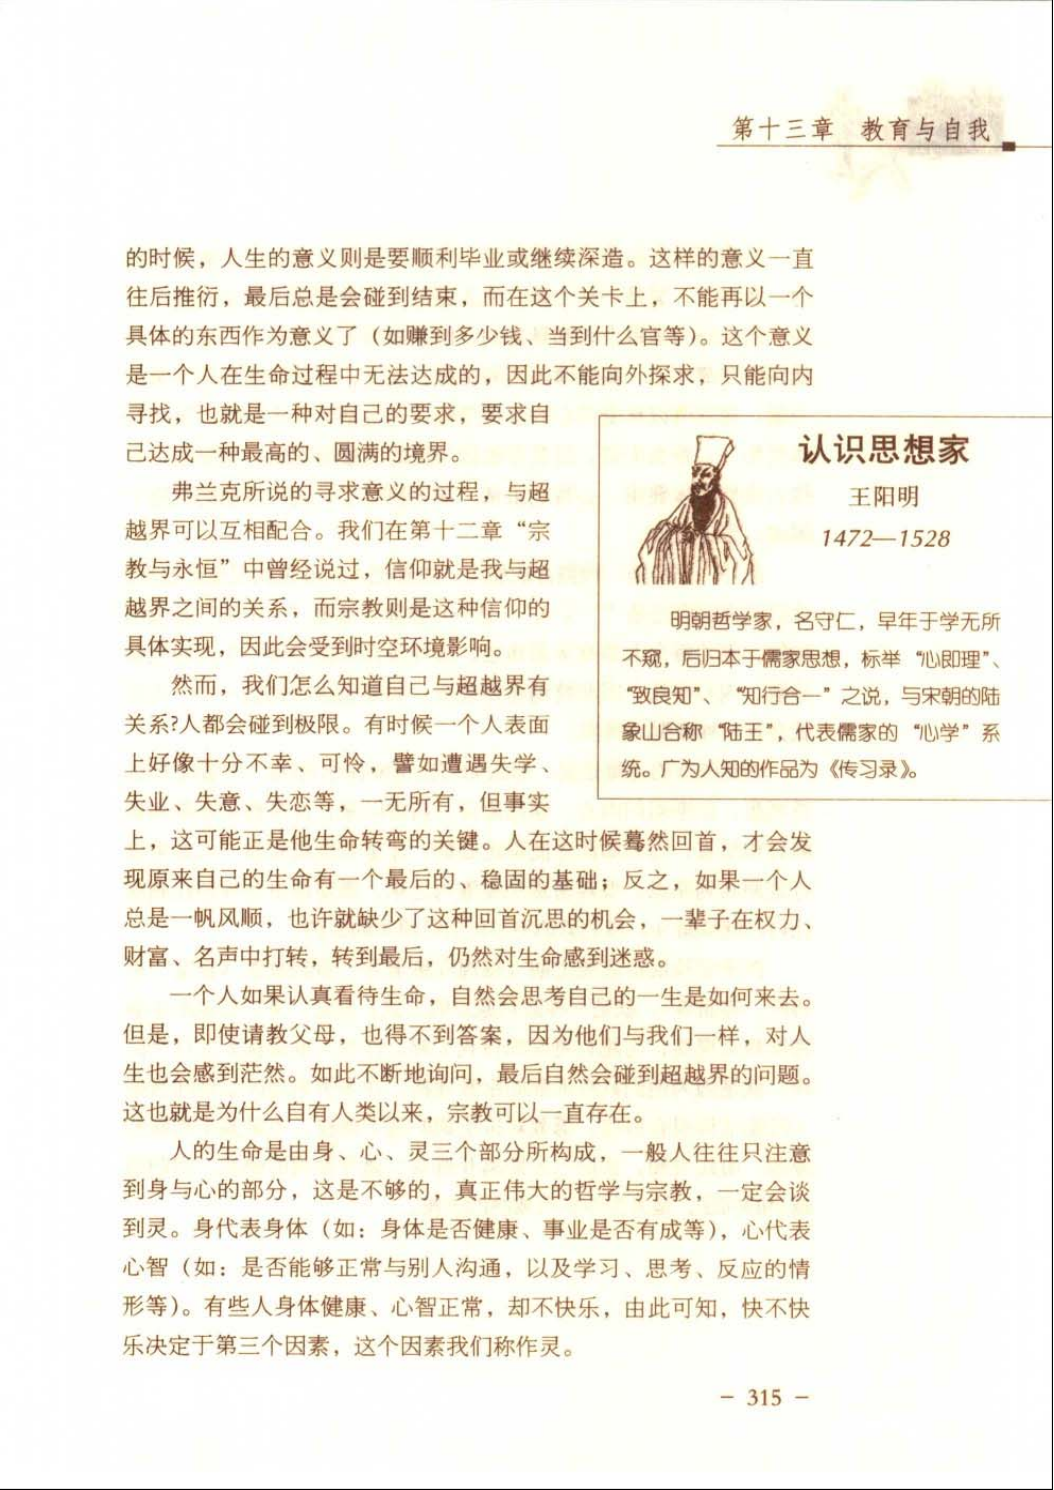 第十三章 教育与自我
的时候，人生的意义则是要顺利毕业或继续深造。这样的意义一直
往后推衍，最后总是会碰到结束，而在这个关卡上，不能再以一个
具体的东西作为意义了（如赚到多少钱、当到什么官等）。这个意义
是一个人在生命过程中无法达成的，因此不能向外探求，只能向内
寻找，也就是一种对自己的要求，要求自
己达成一种最高的、圆满的境界。
弗兰克所说的寻求意义的过程，与超
越界可以互相配合。我们在第十二章“宗
教与永恒”中曾经说过，信仰就是我与超
越界之间的关系，而宗教则是这种信仰的
具体实现，因此会受到时空环境影响。
然而，我们怎么知道自己与超越界有
关系?人都会碰到极限。有时候一个人表面
上好像十分不幸、可怜，譬如遭遇失学、
失业、失意、失恋等，一无所有，但事实
上，这可能正是他生命转弯的关键。人在这时候蓦然回首，才会发
现原来自己的生命有一个最后的、稳固的基础；反之，如果一个人
总是一帆风顺，也许就缺少了这种回首沉思的机会，一辈子在权力、
财富、名声中打转，转到最后，仍然对生命感到迷惑。
一个人如果认真看待生命，自然会思考自己的一生是如何来去。
但是，即使请教父母，也得不到答案，因为他们与我们一样，对人
生也会感到茫然。如此不断地询问，最后自然会碰到超越界的问题。
这也就是为什么自有人类以来，宗教可以一直存在。
人的生命是由身、心、灵三个部分所构成，一般人往往只注意
到身与心的部分，这是不够的，真正伟大的哲学与宗教，一定会谈
到灵。身代表身体（如：身体是否健康、事业是否有成等），心代表
心智（如：是否能够正常与别人沟通，以及学习、思考、反应的情
形等）。有些人身体健康、心智正常，却不快乐，由此可知，快不快
乐决定于第三个因素，这个因素我们称作灵。
认识思想家
王阳明
1472—1528
明朝哲学家，名守仁，早年于学无所
不窥，后归本于儒家思想，标举“心即理”、
“致良知”、“知行合一”之说，与宋朝的陆
象山合称“陆王”，代表儒家的“心学”系
统。广为人知的作品为《传习录》。
－ 315 －